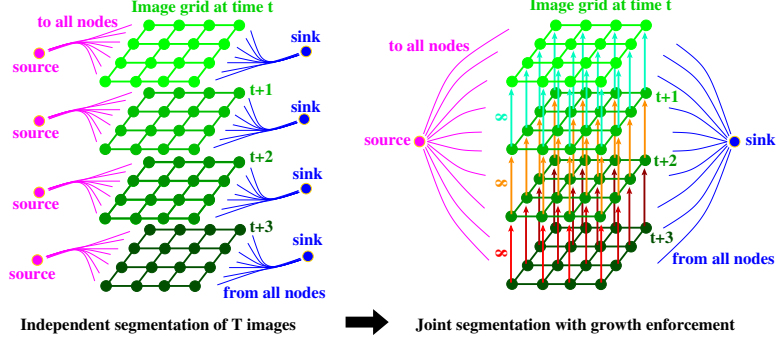 Image grid at time t
to all nodes
sink
source
t+1
sink
source
t+2
sink
source
t+3
sink
source
from all nodes
Independent segmentation of T images
Image grid at time t
to all nodes
t+1
∞
source
sink
t+2
∞
t+3
∞
from all nodes
Joint segmentation with growth enforcement